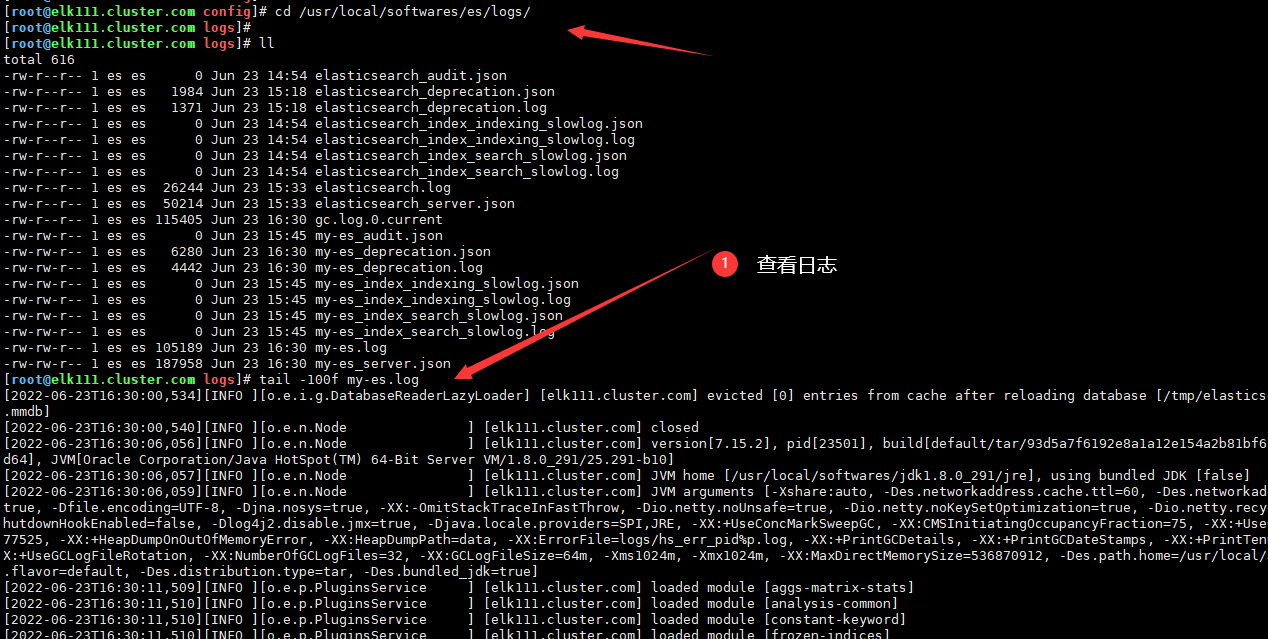 [root@elk111.cluster.com config]# cd /usr/local/softwares/es/logs/
[root@elk111.cluster.com logs]#
[root@elk111.cluster.com logs]# ll
total 616
-rw-r--r-- 1 es es      0 Jun 23 14:54 elasticsearch_audit.json
-rw-r--r-- 1 es es   1984 Jun 23 15:18 elasticsearch_deprecation.json
-rw-r--r-- 1 es es   1371 Jun 23 15:18 elasticsearch_deprecation.log
-rw-r--r-- 1 es es      0 Jun 23 14:54 elasticsearch_index_indexing_slowlog.json
-rw-r--r-- 1 es es      0 Jun 23 14:54 elasticsearch_index_indexing_slowlog.log
-rw-r--r-- 1 es es      0 Jun 23 14:54 elasticsearch_index_search_slowlog.json
-rw-r--r-- 1 es es      0 Jun 23 14:54 elasticsearch_index_search_slowlog.log
-rw-r--r-- 1 es es  26244 Jun 23 15:33 elasticsearch.log
-rw-r--r-- 1 es es  50214 Jun 23 15:33 elasticsearch_server.json
-rw-rw-r-- 1 es es 115405 Jun 23 16:30 gc.log.0.current
-rw-rw-r-- 1 es es      0 Jun 23 15:45 my-es_audit.json
-rw-rw-r-- 1 es es   6280 Jun 23 16:30 my-es_deprecation.json
-rw-rw-r-- 1 es es   4442 Jun 23 16:30 my-es_deprecation.log
1 查看日志
-rw-rw-r-- 1 es es      0 Jun 23 15:45 my-es_index_indexing_slowlog.json
-rw-rw-r-- 1 es es      0 Jun 23 15:45 my-es_index_indexing_slowlog.log
-rw-rw-r-- 1 es es      0 Jun 23 15:45 my-es_index_search_slowlog.json
-rw-rw-r-- 1 es es      0 Jun 23 15:45 my-es_index_search_slowlog.log
-rw-rw-r-- 1 es es 105189 Jun 23 16:30 my-es.log
-rw-rw-r-- 1 es es 187958 Jun 23 16:30 my-es_server.json
[root@elk111.cluster.com logs]# tail -100f my-es.log
[2022-06-23T16:30:00,534][INFO ][o.e.i.g.DatabaseReaderLazyLoader] [elk111.cluster.com] evicted [0] entries from cache after reloading database [/tmp/elastics
.mmdb]
[2022-06-23T16:30:00,540][INFO ][o.e.n.Node               ] [elk111.cluster.com] closed
[2022-06-23T16:30:06,056][INFO ][o.e.n.Node               ] [elk111.cluster.com] version[7.15.2], pid[23501], build[default/tar/93d5a7f6192e8a1a12e154a2b81bf6
d64], JVM[Oracle Corporation/Java HotSpot(TM) 64-Bit Server VM/1.8.0_291/25.291-b10]
[2022-06-23T16:30:06,057][INFO ][o.e.n.Node               ] [elk111.cluster.com] JVM home [/usr/local/softwares/jdk1.8.0_291/jre], using bundled JDK [false]
[2022-06-23T16:30:06,059][INFO ][o.e.n.Node               ] [elk111.cluster.com] JVM arguments [-Xshare:auto, -Des.networkaddress.cache.ttl=60, -Des.networkad
true, -Dfile.encoding=UTF-8, -Djna.nosys=true, -XX:-OmitStackTraceInFastThrow, -Dio.netty.noUnsafe=true, -Dio.netty.noKeySetOptimization=true, -Dio.netty.recy
hutdownHookEnabled=false, -Dlog4j2.disable.jmx=true, -Djava.locale.providers=SPI,JRE, -XX:+UseConcMarkSweepGC, -XX:CMSInitiatingOccupancyFraction=75, -XX:+Use
77525, -XX:+HeapDumpOnOutOfMemoryError, -XX:HeapDumpPath=data, -XX:ErrorFile=logs/hs_err_pid%p.log, -XX:+PrintGCDetails, -XX:+PrintGCDateStamps, -XX:+PrintTen
X:+UseGCLogFileRotation, -XX:NumberOfGCLogFiles=32, -XX:GCLogFileSize=64m, -Xms1024m, -Xmx1024m, -XX:MaxDirectMemorySize=536870912, -Des.path.home=/usr/local/
.flavor=default, -Des.distribution.type=tar, -Des.bundled_jdk=true]
[2022-06-23T16:30:11,509][INFO ][o.e.p.PluginsService     ] [elk111.cluster.com] loaded module [aggs-matrix-stats]
[2022-06-23T16:30:11,510][INFO ][o.e.p.PluginsService     ] [elk111.cluster.com] loaded module [analysis-common]
[2022-06-23T16:30:11,510][INFO ][o.e.p.PluginsService     ] [elk111.cluster.com] loaded module [constant-keyword]
[2022-06-23T16:30:11,510][INFO ][o.e.p.PluginsService     ] [elk111.cluster.com] loaded module [frozen-indices]